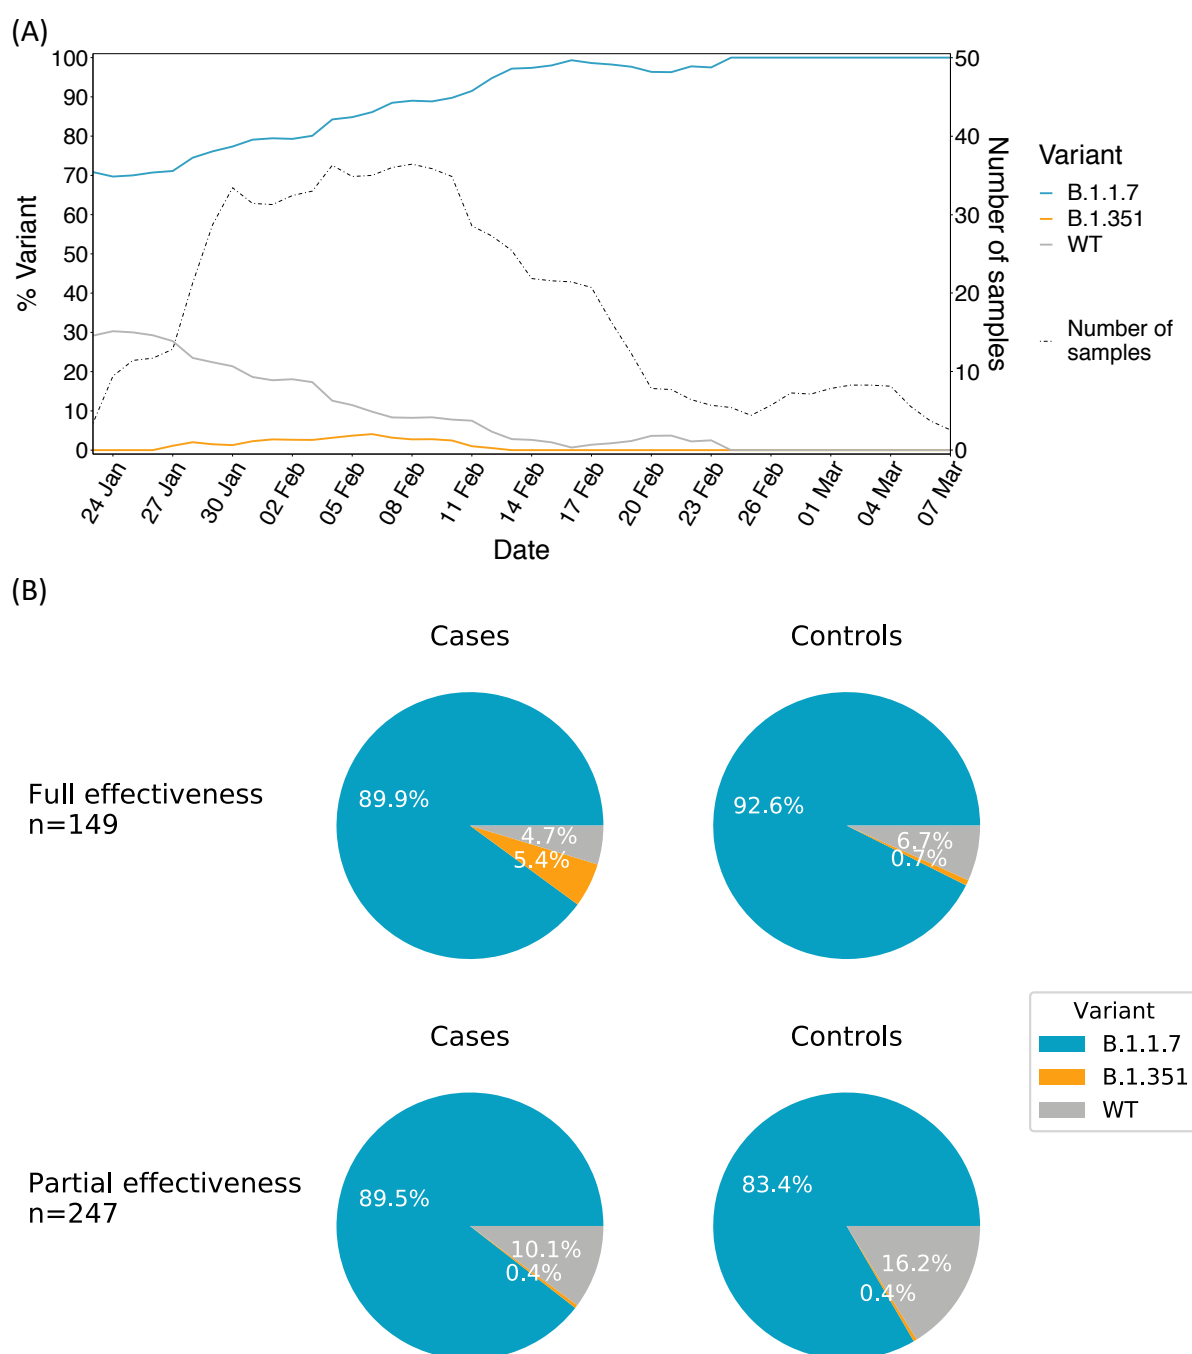 (A)
100
90
80
70
60
50
40
30
20
10
0
% Variant
50
40
30
20
10
0
Number of samples
24 Jan
27 Jan
30 Jan
02 Feb
05 Feb
08 Feb
11 Feb
14 Feb
17 Feb
20 Feb
23 Feb
26 Feb
01 Mar
04 Mar
07 Mar
Date
Variant
B.1.1.7
B.1.351
WT
Number of
samples
(B)
Cases
Controls
Full effectiveness
n=149
89.9%
4.7%
5.4%
92.6%
6.7%
0.7%
Cases
Controls
Partial effectiveness
n=247
89.5%
10.1%
0.4%
83.4%
16.2%
0.4%
Variant
B.1.1.7
B.1.351
WT